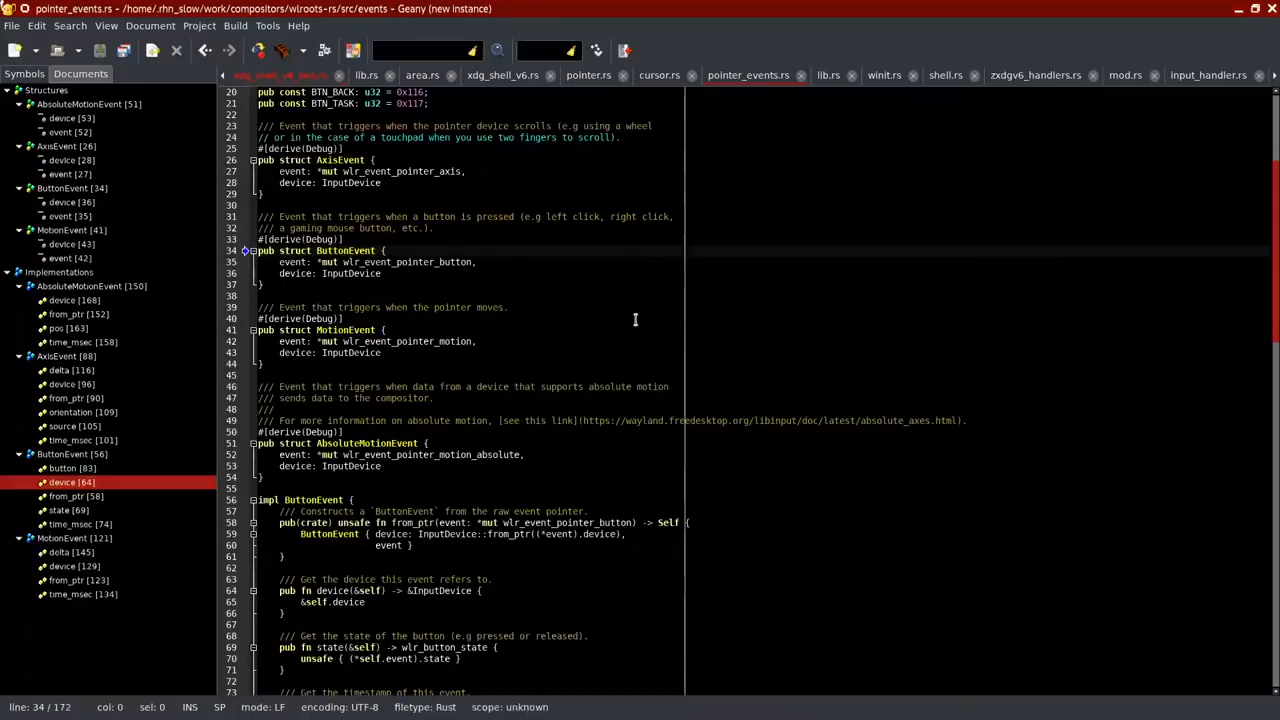 pointer_events.rs - /home/.rhn_slow/work/compositors/wlroots-rs/src/events - Geany (new instance)
File Edit Search View Document Project Build Tools Help
Symbols Documents
lib.rs area.rs xdg_shell_v6.rs pointer.rs cursor.rs pointer_events.rs lib.rs winit.rs shell.rs zxdgv6_handlers.rs mod.rs input_handler.rs
Structures
AbsoluteMotionEvent [51]
device [53]
event [52]
AxisEvent [26]
device [28]
event [27]
ButtonEvent [34]
device [36]
event [35]
MotionEvent [41]
device [43]
event [42]
Implementations
AbsoluteMotionEvent [150]
device [168]
from_ptr [152]
pos [163]
time_msec [158]
AxisEvent [88]
delta [116]
device [96]
from_ptr [90]
orientation [109]
source [105]
time_msec [101]
ButtonEvent [56]
button [83]
device [64]
from_ptr [58]
state [69]
time_msec [74]
MotionEvent [121]
delta [145]
device [129]
from_ptr [123]
time_msec [134]
20 pub const BTN_BACK: u32 = 0x116;
21 pub const BTN_TASK: u32 = 0x117;
22
23 /// Event that triggers when the pointer device scrolls (e.g using a wheel
24 // or in the case of a touchpad when you use two fingers to scroll).
25 #[derive(Debug)]
26 pub struct AxisEvent {
27 event: *mut wlr_event_pointer_axis,
28 device: InputDevice
29 }
30
31 /// Event that triggers when a button is pressed (e.g left click, right click,
32 /// a gaming mouse button, etc.).
33 #[derive(Debug)]
34 pub struct ButtonEvent {
35 event: *mut wlr_event_pointer_button,
36 device: InputDevice
37 }
38
39 /// Event that triggers when the pointer moves.
40 #[derive(Debug)]
41 pub struct MotionEvent {
42 event: *mut wlr_event_pointer_motion,
43 device: InputDevice
44 }
45
46 /// Event that triggers when data from a device that supports absolute motion
47 /// sends data to the compositor.
48 ///
49 /// For more information on absolute motion, [see this link](https://wayland.freedesktop.org/libinput/doc/latest/absolute_axes.html).
50 #[derive(Debug)]
51 pub struct AbsoluteMotionEvent {
52 event: *mut wlr_event_pointer_motion_absolute,
53 device: InputDevice
54 }
55
56 impl ButtonEvent {
57 /// Constructs a `ButtonEvent` from the raw event pointer.
58 pub(crate) unsafe fn from_ptr(event: *mut wlr_event_pointer_button) -> Self {
59 ButtonEvent { device: InputDevice::from_ptr((*event).device),
60 event }
61 }
62
63 /// Get the device this event refers to.
64 pub fn device(&self) -> &InputDevice {
65 &self.device
66 }
67
68 /// Get the state of the button (e.g pressed or released).
69 pub fn state(&self) -> wlr_button_state {
70 unsafe { (*self.event).state }
71 }
72
73 /// Get the timestamp of this event.
line: 34 / 172 col: 0 sel: 0 INS SP mode: LF encoding: UTF-8 filetype: Rust scope: unknown